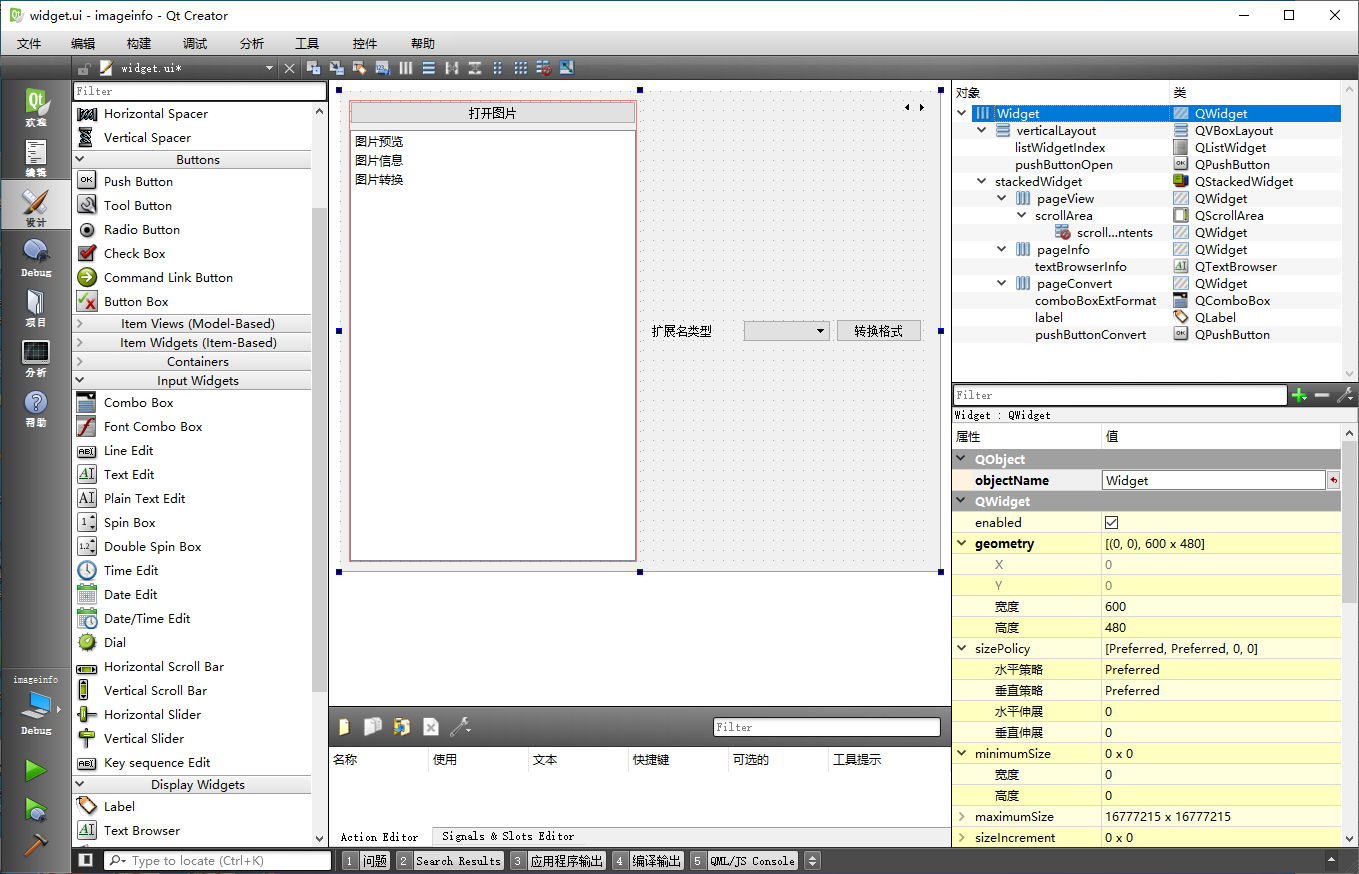 widget.ui - imageinfo - Qt Creator
文件 编辑 构建 调试 分析 工具 控件 帮助
widget.ui*
欢迎
编辑
设计
Debug
项目
分析
帮助
imageinfo
Debug
Filter
Horizontal Spacer
Vertical Spacer
Buttons
Push Button
Tool Button
Radio Button
Check Box
Command Link Button
Button Box
Item Views (Model-Based)
Item Widgets (Item-Based)
Containers
Input Widgets
Combo Box
Font Combo Box
Line Edit
Text Edit
Plain Text Edit
Spin Box
Double Spin Box
Time Edit
Date Edit
Date/Time Edit
Dial
Horizontal Scroll Bar
Vertical Scroll Bar
Horizontal Slider
Vertical Slider
Key sequence Edit
Display Widgets
Label
Text Browser
打开图片
图片预览
图片信息
图片转换
扩展名类型 转换格式
Filter
名称 使用 文本 快捷键 可选的 工具提示
Action Editor Signals & Slots Editor
对象 类
Widget QWidget
verticalLayout QVBoxLayout
listWidgetIndex QListWidget
pushButtonOpen QPushButton
stackedWidget QStackedWidget
pageView QWidget
scrollArea QScrollArea
scroll...ntents QWidget
pageInfo QWidget
textBrowserInfo QTextBrowser
pageConvert QWidget
comboBoxExtFormat QComboBox
label QLabel
pushButtonConvert QPushButton
Filter
Widget : QWidget
属性 值
QObject
objectName Widget
QWidget
enabled
geometry [(0, 0), 600 x 480]
X 0
Y 0
宽度 600
高度 480
sizePolicy [Preferred, Preferred, 0, 0]
水平策略 Preferred
垂直策略 Preferred
水平伸展 0
垂直伸展 0
minimumSize 0 x 0
宽度 0
高度 0
maximumSize 16777215 x 16777215
sizeIncrement 0 x 0
Type to locate (Ctrl+K) 1 问题 2 Search Results 3 应用程序输出 4 编译输出 5 QML/JS Console